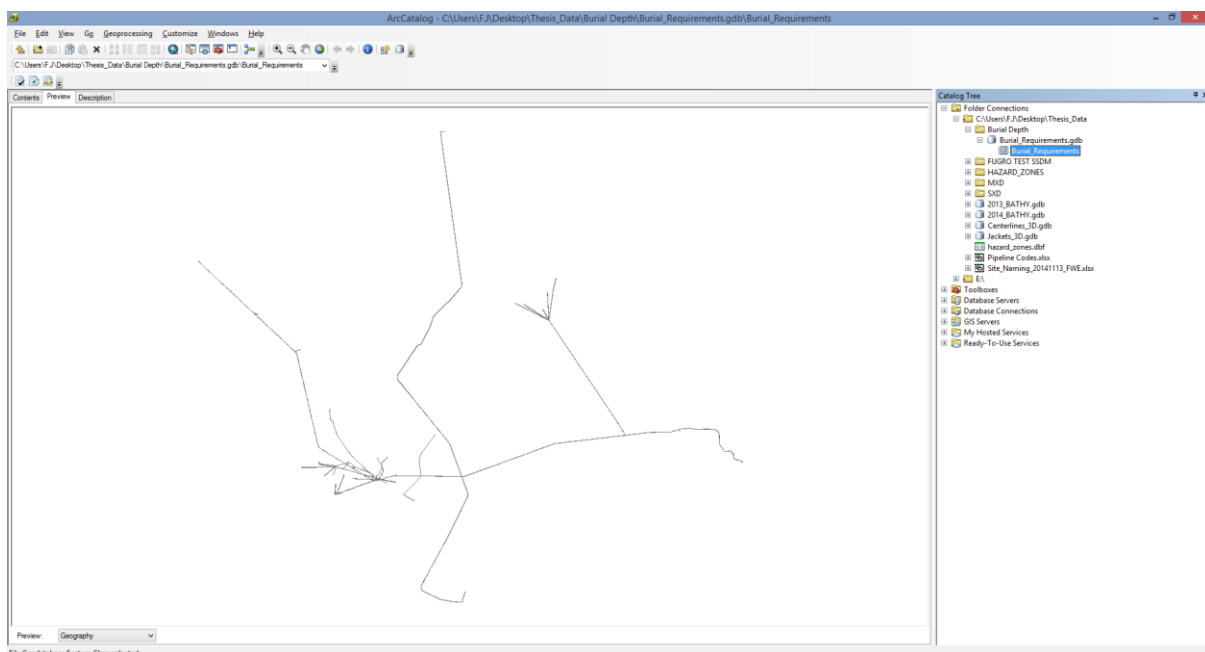 ArcCatalog - C:\Users\F.J\Desktop\Thesis_Data\Burial Depth\Burial_Requirements.gdb\Burial_Requirements
File Edit View Go Geoprocessing Customize Windows Help
C:\Users\F.J\Desktop\Thesis_Data\Burial Depth\Burial_Requirements.gdb\Burial_Requirements
Contents Preview Description
Preview: Geography
Catalog Tree
Folder Connections
C:\Users\F.J\Desktop\Thesis_Data
Burial Depth
Burial_Requirements.gdb
Burial_Requirements
FUGRO TEST SSDM
HAZARD_ZONES
MXD
SXD
2013_BATHY.gdb
2014_BATHY.gdb
Centerlines_3D.gdb
Jackets_3D.gdb
hazard_zones.dbf
Pipeline Codes.xlsx
Site_Naming_20141113_FWE.xlsx
E:\
Toolboxes
Database Servers
Database Connections
GIS Servers
My Hosted Services
Ready-To-Use Services